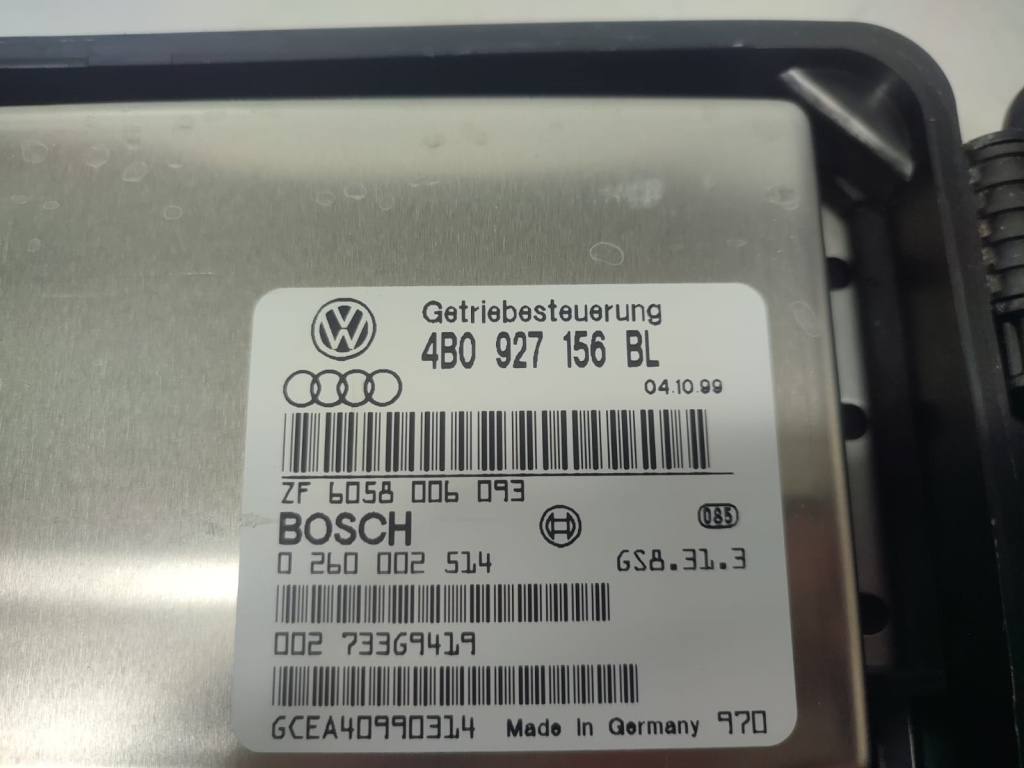 Getriebesteuerung
4B0 927 156 BL
04.10.99
ZF 6058 006 093
BOSCH
085
0 260 002 514 GS8.31.3
002 73369419
GCEA40990314 Made In Germany 970